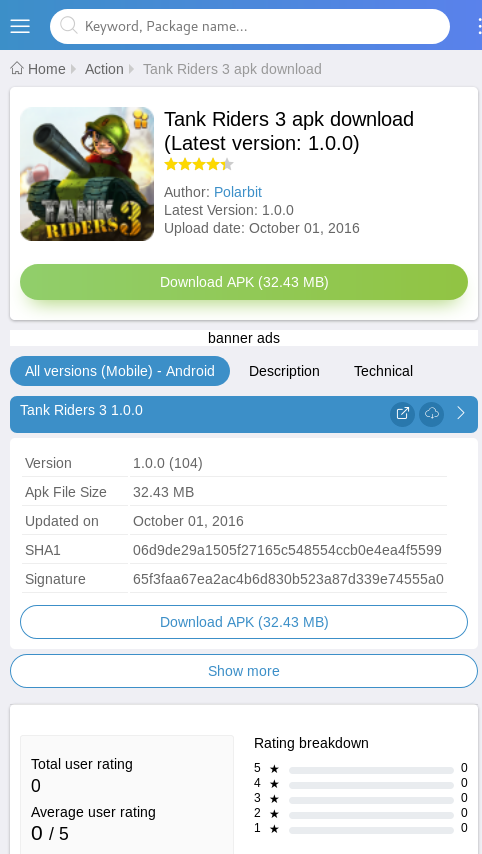 Keyword, Package name...
Home Action Tank Riders 3 apk download
TANK
RIDERS 3
Tank Riders 3 apk download
(Latest version: 1.0.0)
Author: Polarbit
Latest Version: 1.0.0
Upload date: October 01, 2016
Download APK (32.43 MB)
banner ads
All versions (Mobile) - Android Description Technical
Tank Riders 3 1.0.0
Version 1.0.0 (104)
Apk File Size 32.43 MB
Updated on October 01, 2016
SHA1 06d9de29a1505f27165c548554ccb0e4ea4f5599
Signature 65f3faa67ea2ac4b6d830b523a87d339e74555a0
Download APK (32.43 MB)
Show more
Total user rating
0
Average user rating
0 / 5
Rating breakdown
5 ★ 0
4 ★ 0
3 ★ 0
2 ★ 0
1 ★ 0